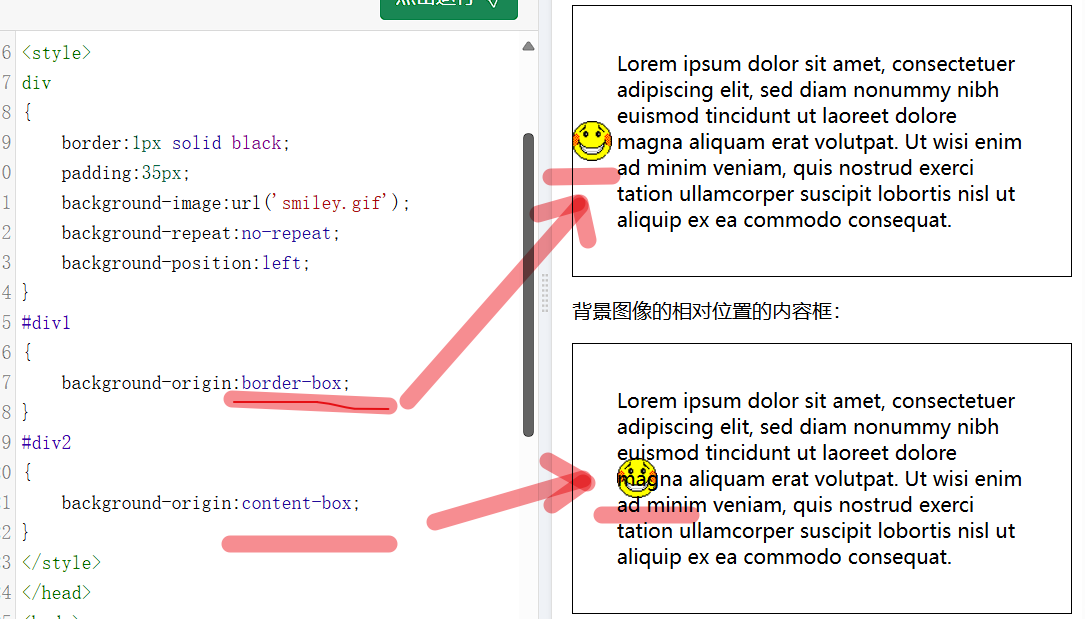 点击运行
6 <style>
7 div
8 {
9 border:1px solid black;
0 padding:35px;
1 background-image:url('smiley.gif');
2 background-repeat:no-repeat;
3 background-position:left;
4 }
5 #div1
6 {
7 background-origin:border-box;
8 }
9 #div2
0 {
1 background-origin:content-box;
2 }
3 </style>
4 </head>
Lorem ipsum dolor sit amet, consectetuer
adipiscing elit, sed diam nonummy nibh
euismod tincidunt ut laoreet dolore
magna aliquam erat volutpat. Ut wisi enim
ad minim veniam, quis nostrud exerci
tation ullamcorper suscipit lobortis nisl ut
aliquip ex ea commodo consequat.
背景图像的相对位置的内容框：
Lorem ipsum dolor sit amet, consectetuer
adipiscing elit, sed diam nonummy nibh
euismod tincidunt ut laoreet dolore
magna aliquam erat volutpat. Ut wisi enim
ad minim veniam, quis nostrud exerci
tation ullamcorper suscipit lobortis nisl ut
aliquip ex ea commodo consequat.